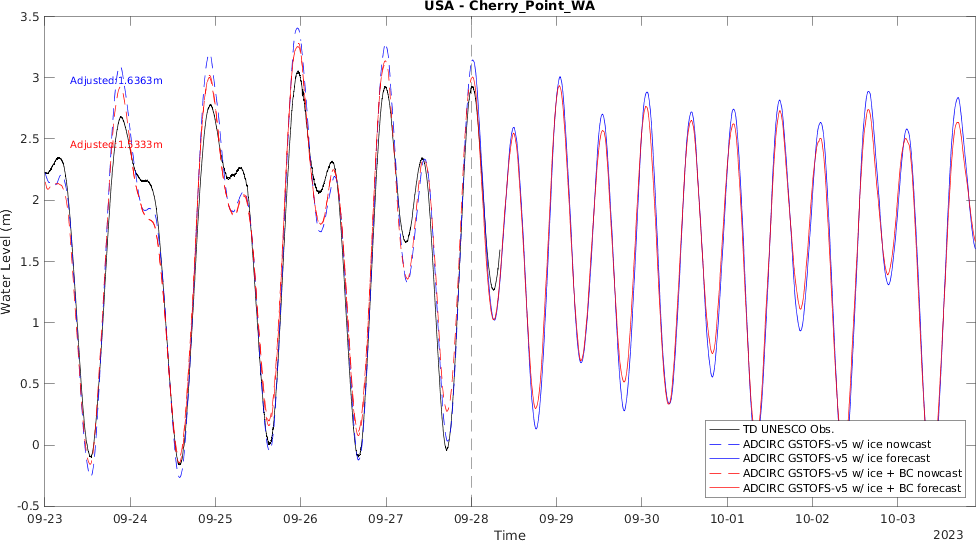 USA - Cherry_Point_WA
3.5
3
2.5
2
1.5
1
0.5
0
-0.5
Water Level (m)
Adjusted:1.6363m
Adjusted:1.5333m
TD UNESCO Obs.
ADCIRC GSTOFS-v5 w/ ice nowcast
ADCIRC GSTOFS-v5 w/ ice forecast
ADCIRC GSTOFS-v5 w/ ice + BC nowcast
ADCIRC GSTOFS-v5 w/ ice + BC forecast
09-23 09-24 09-25 09-26 09-27 09-28 09-29 09-30 10-01 10-02 10-03
Time
2023